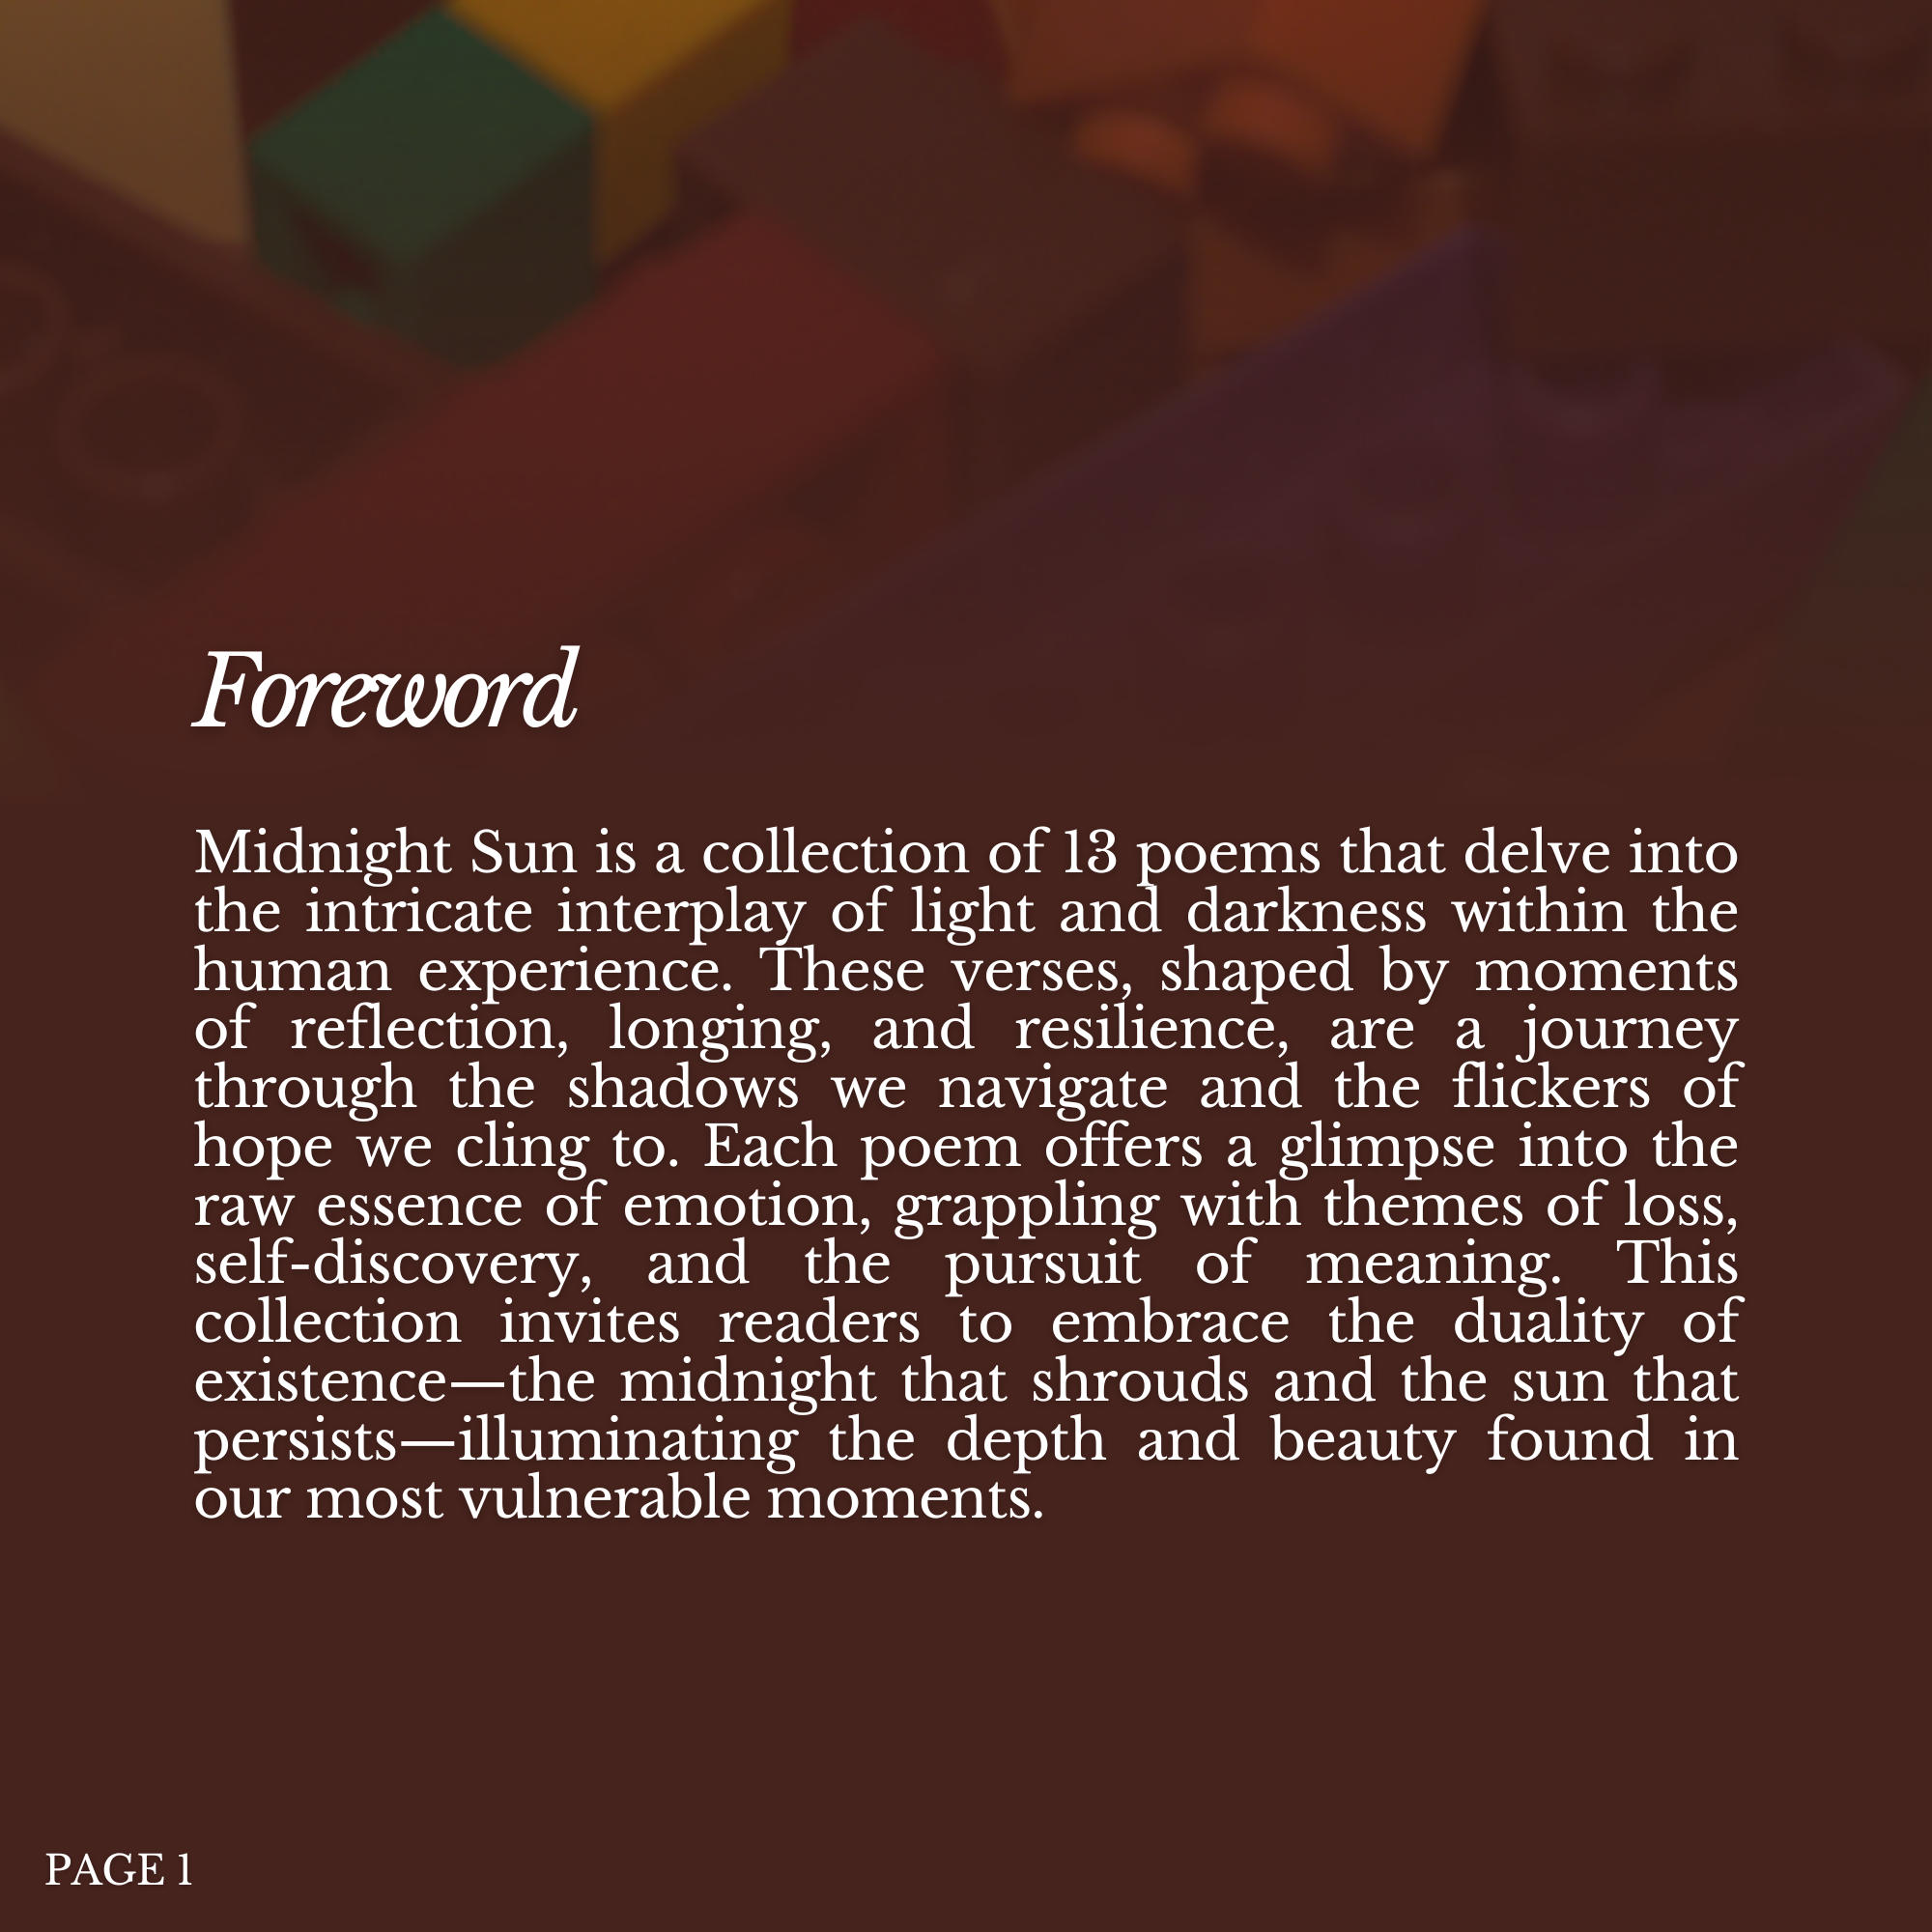 Foreword
Midnight Sun is a collection of 13 poems that delve into
the intricate interplay of light and darkness within the
human experience. These verses, shaped by moments
of reflection, longing, and resilience, are a journey
through the shadows we navigate and the flickers of
hope we cling to. Each poem offers a glimpse into the
raw essence of emotion, grappling with themes of loss,
self-discovery, and the pursuit of meaning. This
collection invites readers to embrace the duality of
existence—the midnight that shrouds and the sun that
persists—illuminating the depth and beauty found in
our most vulnerable moments.
PAGE 1